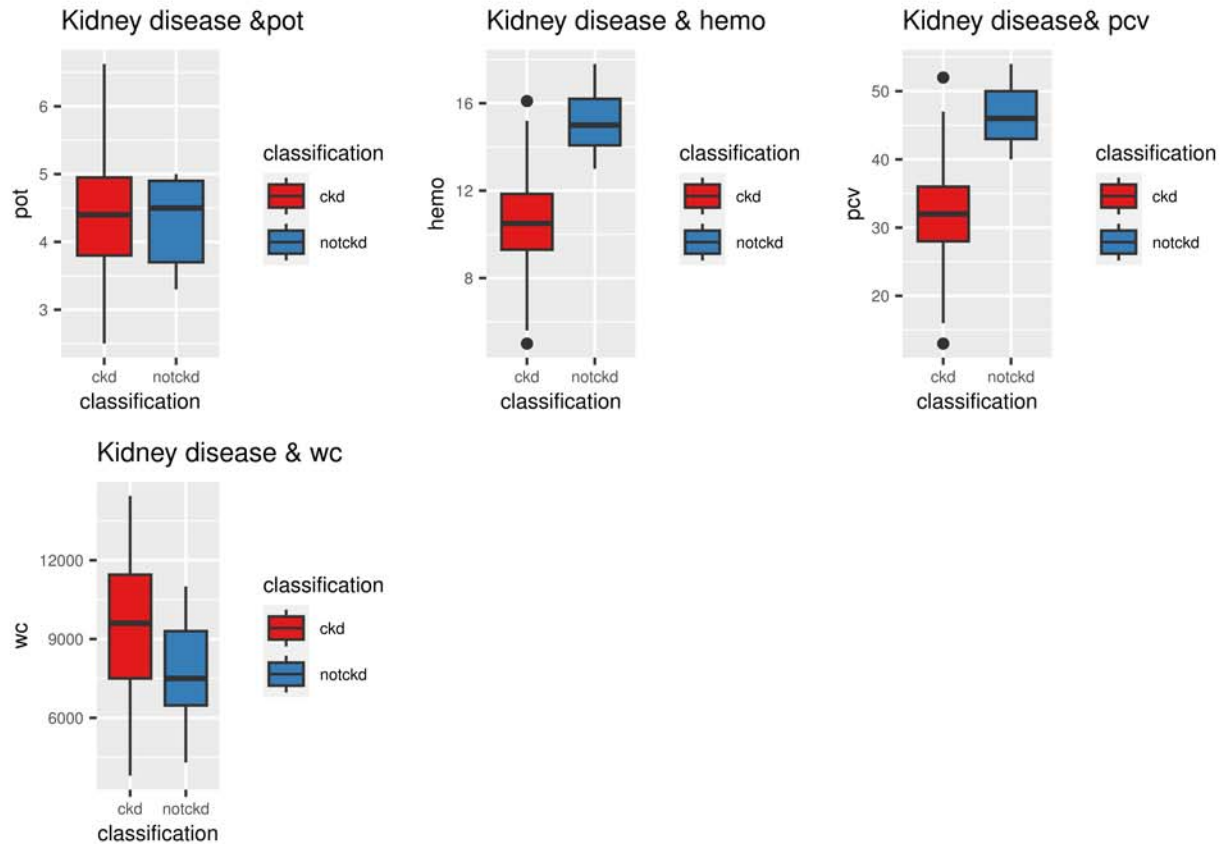 Kidney disease &pot
pot
6
5
4
3
ckd notckd
classification
classification
ckd
notckd
Kidney disease & hemo
hemo
16
12
8
ckd notckd
classification
classification
ckd
notckd
Kidney disease& pcv
pcv
50
40
30
20
ckd notckd
classification
classification
ckd
notckd
Kidney disease & wc
wc
12000
9000
6000
ckd notckd
classification
classification
ckd
notckd